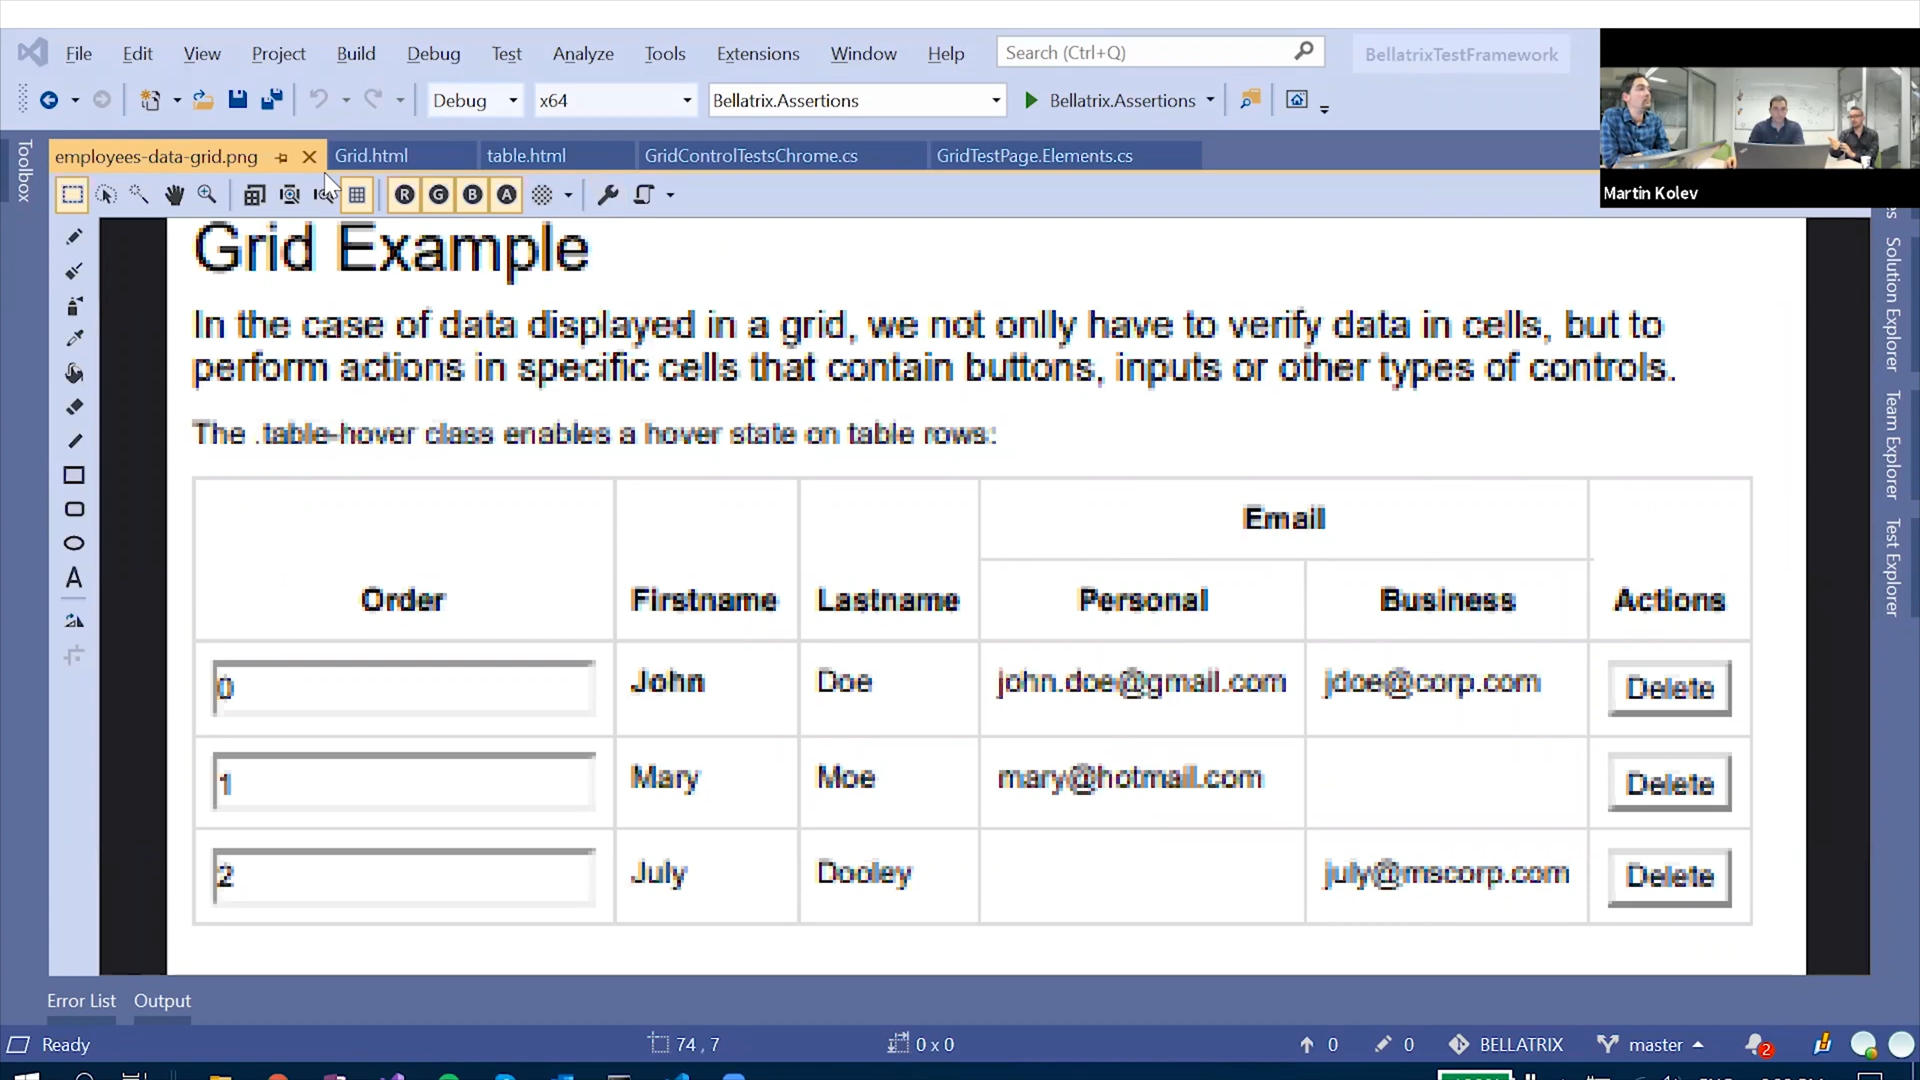 File Edit View Project Build Debug Test Analyze Tools Extensions Window Help Search (Ctrl+Q) BellatrixTestFramework
Debug x64 Bellatrix.Assertions Bellatrix.Assertions
Martin Kolev
Toolbox
employees-data-grid.png Grid.html table.html GridControlTestsChrome.cs GridTestPage.Elements.cs
R G B A
Grid Example
In the case of data displayed in a grid, we not onlly have to verify data in cells, but to
perform actions in specific cells that contain buttons, inputs or other types of controls.
The .table-hover class enables a hover state on table rows:
Email
Order Firstname Lastname Personal Business Actions
0 John Doe john.doe@gmail.com jdoe@corp.com Delete
1 Mary Moe mary@hotmail.com Delete
2 July Dooley july@mscorp.com Delete
Solution Explorer
Team Explorer
Test Explorer
Error List Output
Ready 74 , 7 0 x 0 0 0 BELLATRIX master 2